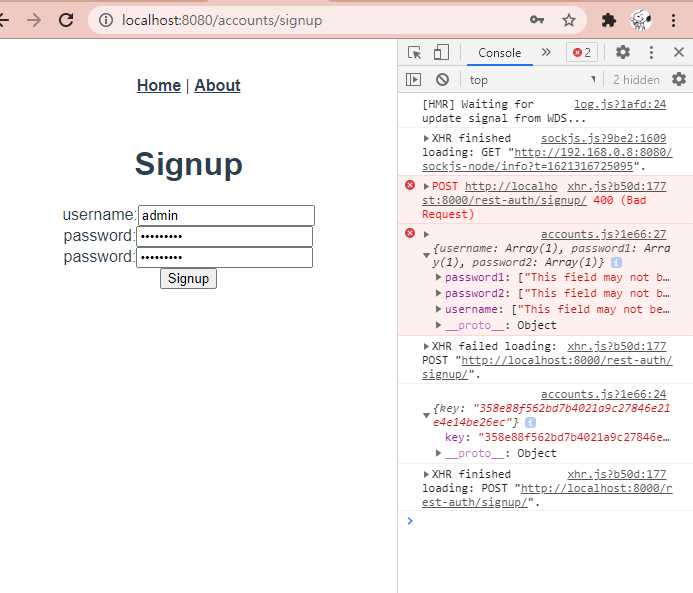 localhost:8080/accounts/signup
Console
»
2
top
2 hidden
Home | About
Signup
username: admin
password: •••••••••
password: •••••••••
Signup
[HMR] Waiting for log.js?1afd:24
update signal from WDS...
XHR finished sockjs.js?9be2:1609
loading: GET "http://192.168.0.8:8080/
sockjs-node/info?t=1621316725095".
POST http://localho xhr.js?b50d:177
st:8000/rest-auth/signup/ 400 (Bad
Request)
accounts.js?1e66:27
{username: Array(1), password1: Arra
y(1), password2: Array(1)} i
password1: ["This field may not b…
password2: ["This field may not b…
username: ["This field may not be…
__proto__: Object
XHR failed loading: xhr.js?b50d:177
POST "http://localhost:8000/rest-auth/
signup/".
accounts.js?1e66:24
{key: "358e88f562bd7b4021a9c27846e21
e4e14be26ec"} i
key: "358e88f562bd7b4021a9c27846e…
__proto__: Object
XHR finished xhr.js?b50d:177
loading: POST "http://localhost:8000/r
est-auth/signup/".